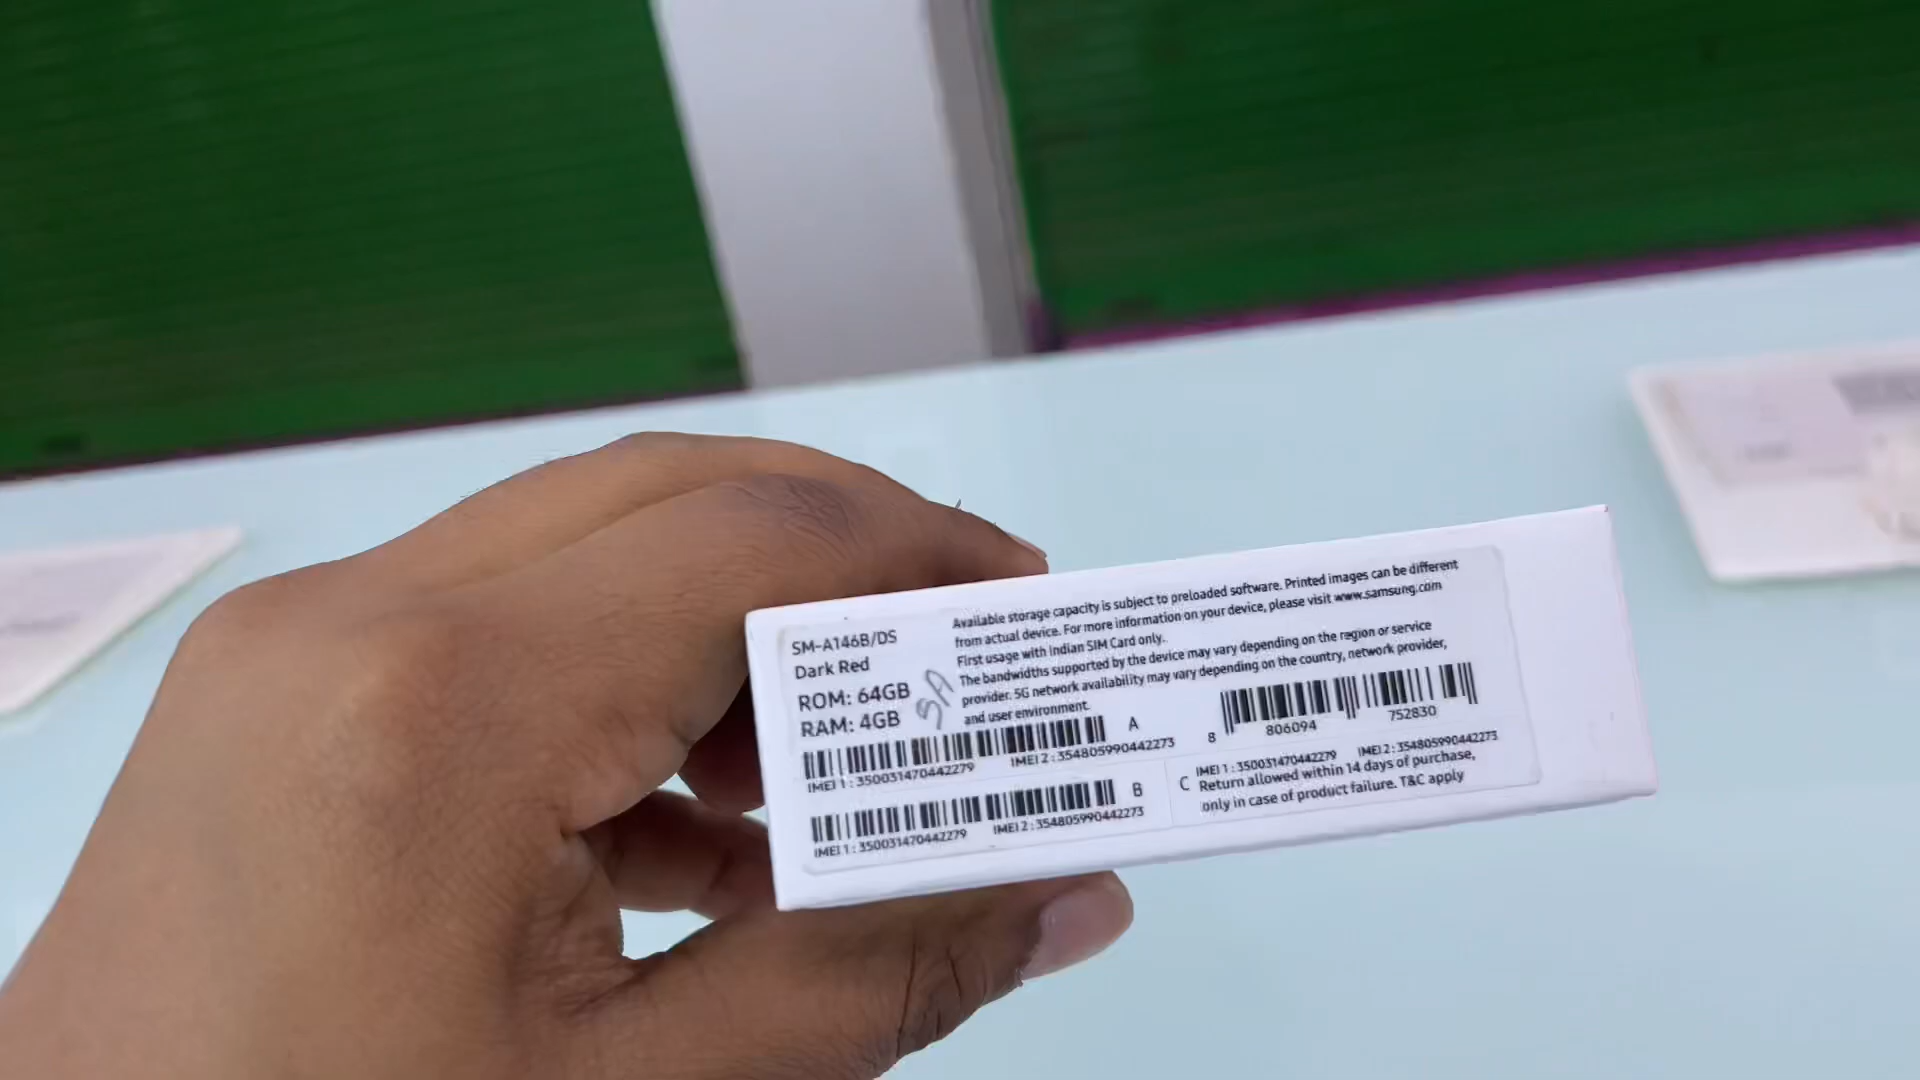 SM-A146B/DS
Dark Red
ROM: 64GB
RAM: 4GB
Available storage capacity is subject to preloaded software. Printed images can be different
from actual device. For more information on your device, please visit www.samsung.com
First usage with Indian SIM Card only.
The bandwidths supported by the device may vary depending on the region or service
provider. 5G network availability may vary depending on the country, network provider,
and user environment.
A
IMEI 1 : 350031470442279 IMEI 2 : 354805990442273
B
IMEI 1 : 350031470442279 IMEI 2 : 354805990442273
8 806094 752830
C IMEI 1 : 350031470442279 IMEI 2 : 354805990442273
Return allowed within 14 days of purchase,
only in case of product failure. T&C apply